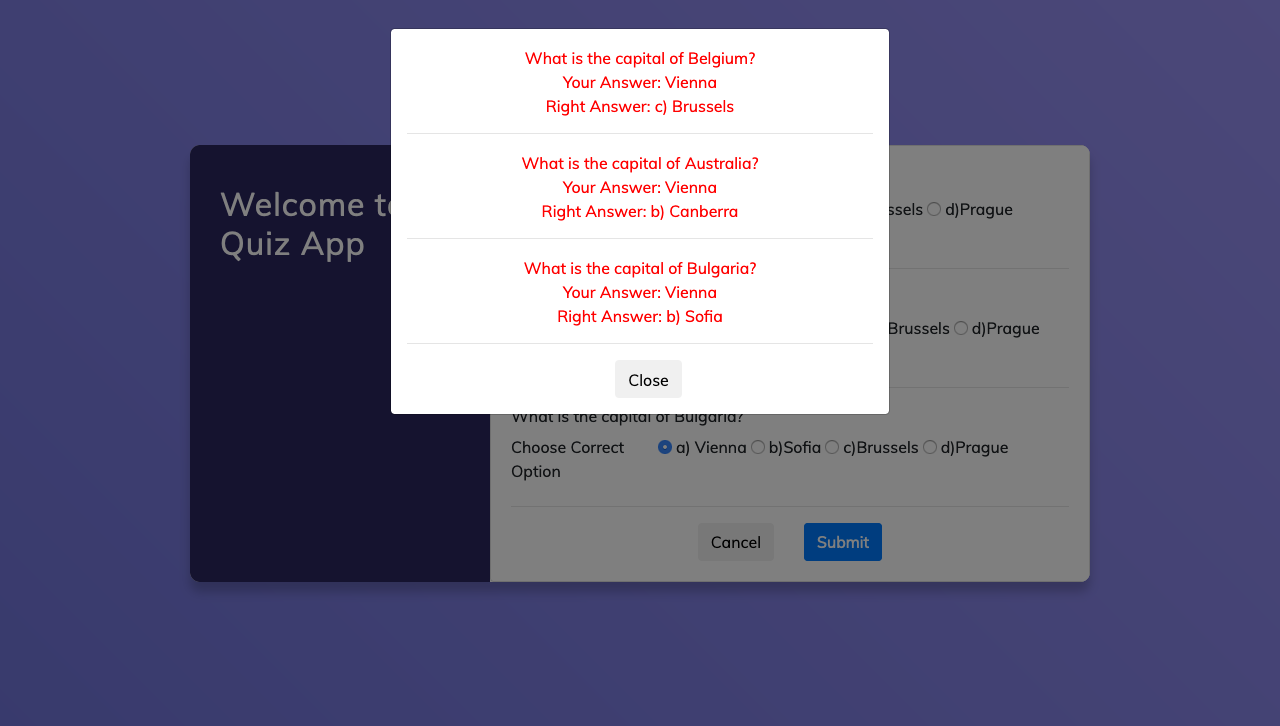 What is the capital of Belgium?
Your Answer: Vienna
Right Answer: c) Brussels
What is the capital of Australia?
Your Answer: Vienna
Right Answer: b) Canberra
What is the capital of Bulgaria?
Your Answer: Vienna
Right Answer: b) Sofia
Close
Welcome to
Quiz App
d)Prague
Brussels d)Prague
What is the capital of Bulgaria?
Choose Correct Option
a) Vienna b)Sofia c)Brussels d)Prague
Cancel Submit